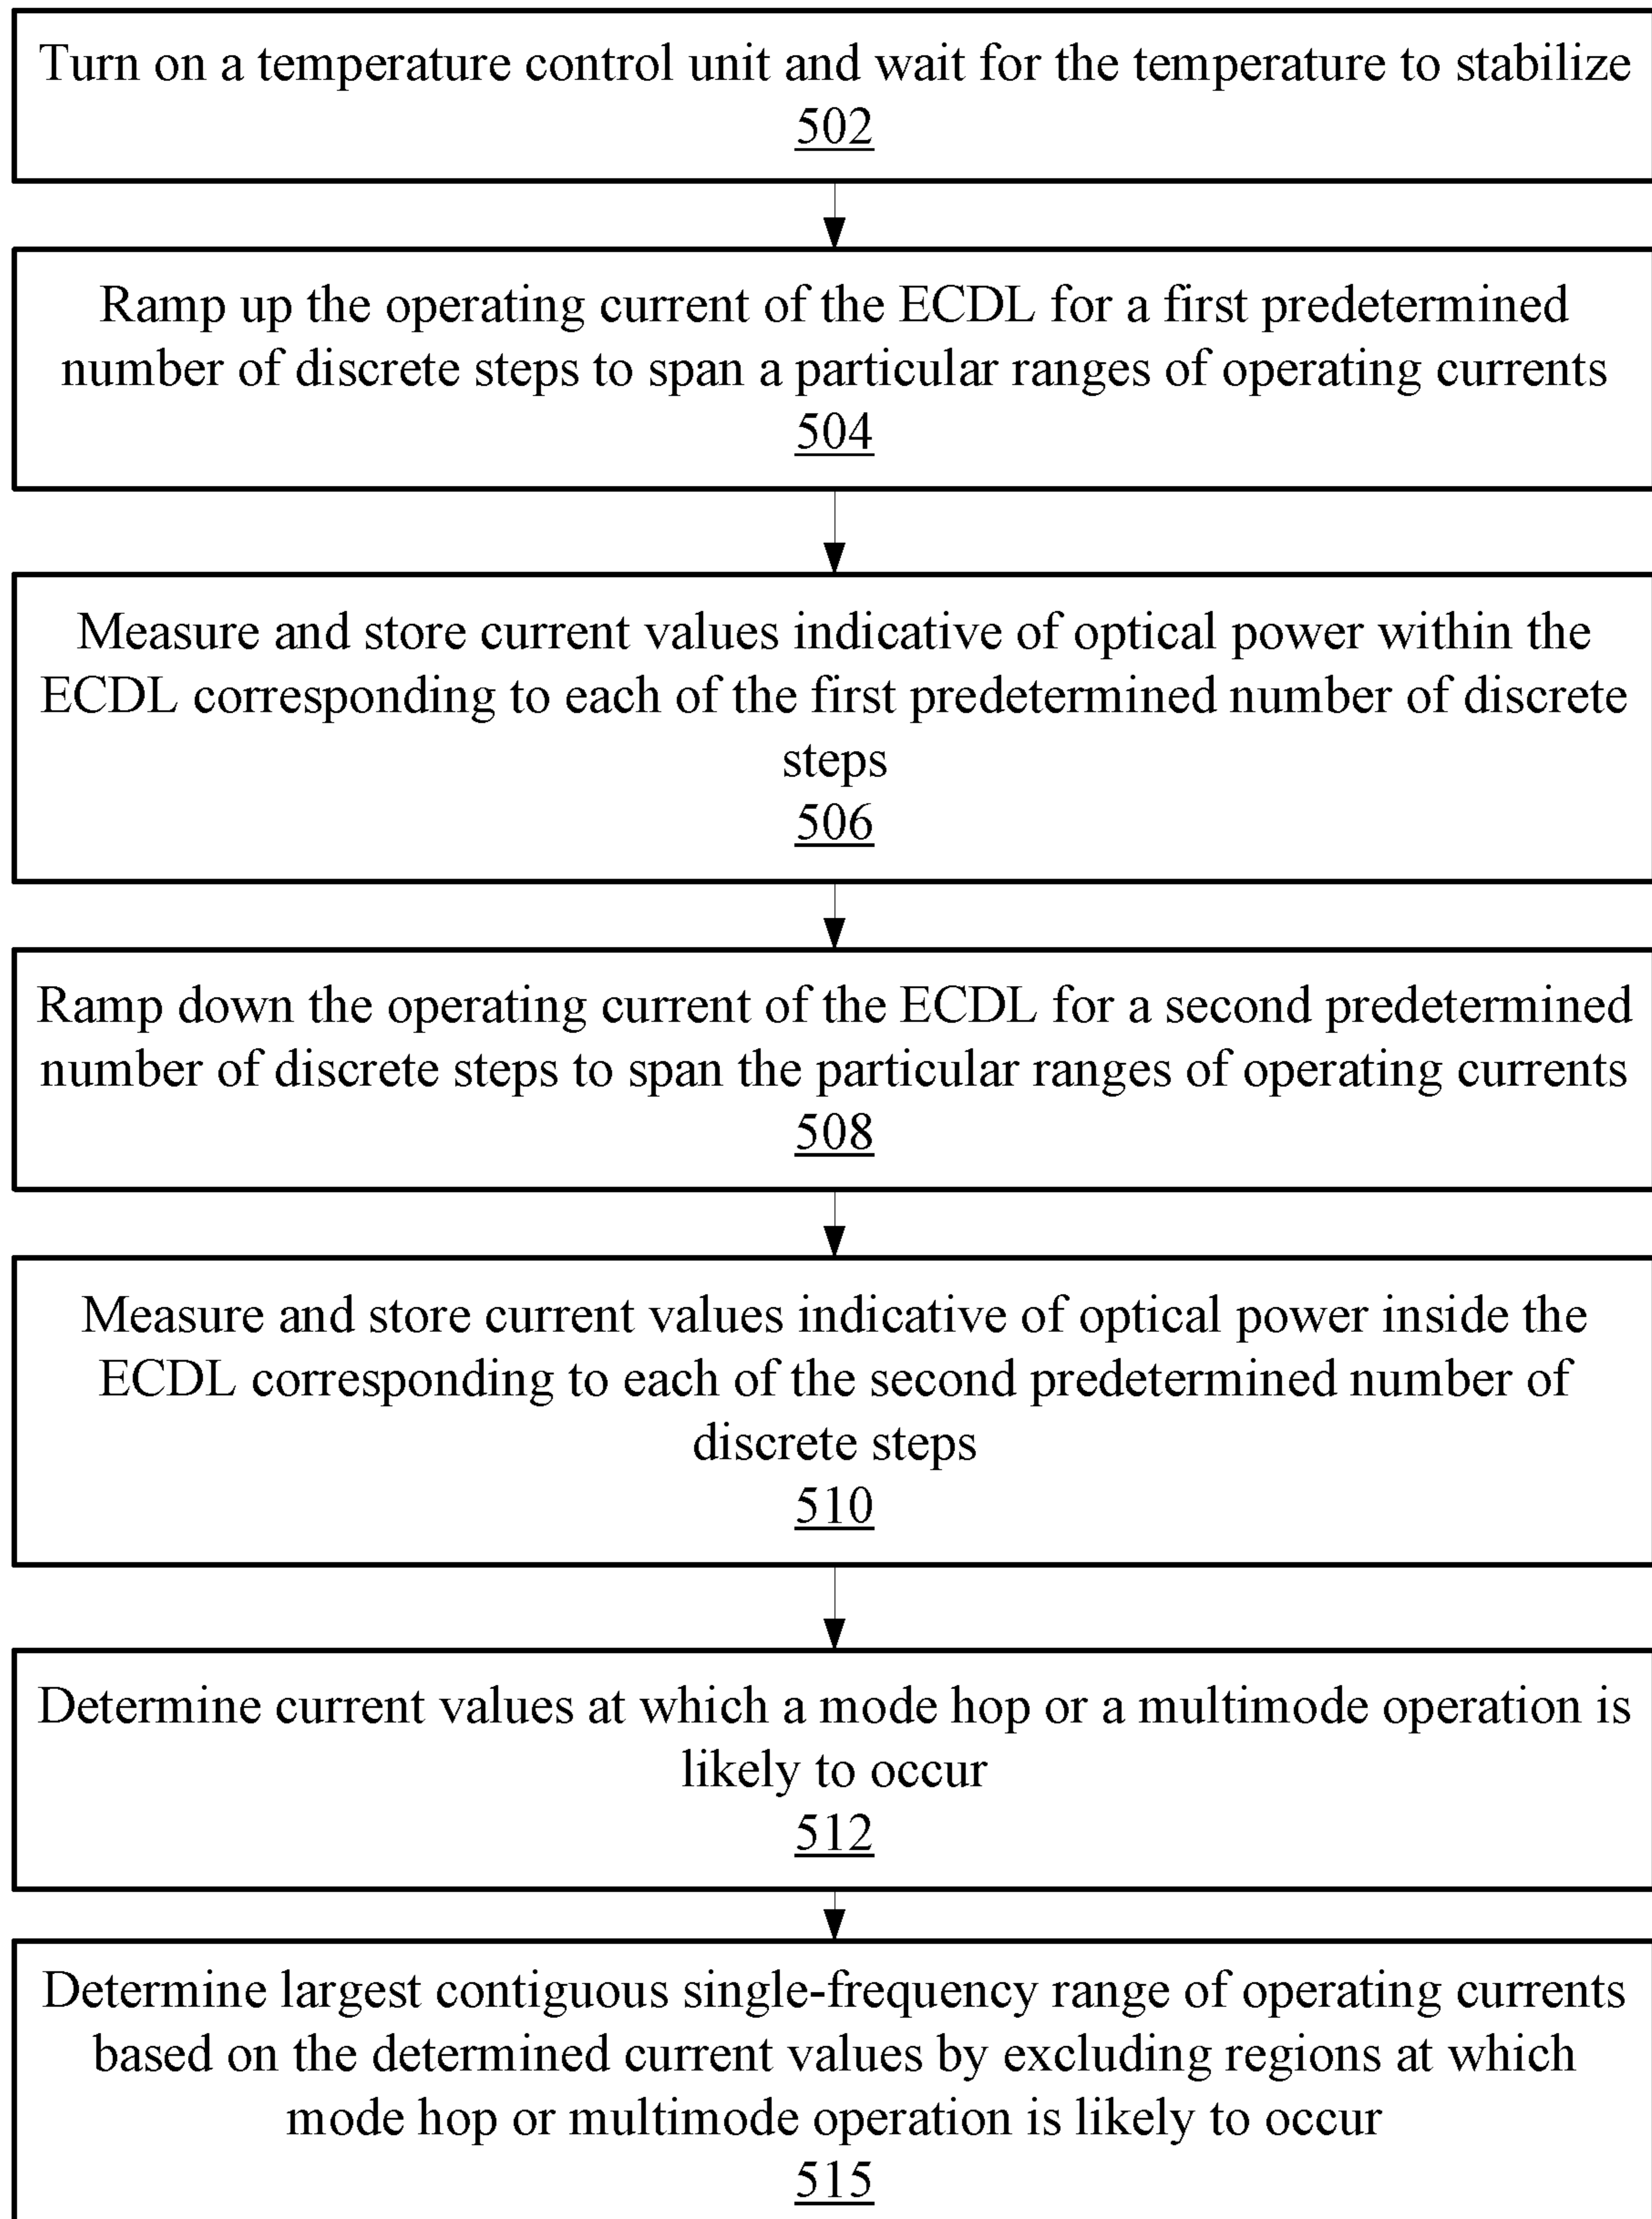 Turn on a temperature control unit and wait for the temperature to stabilize
502
Ramp up the operating current of the ECDL for a first predetermined
number of discrete steps to span a particular ranges of operating currents
504
Measure and store current values indicative of optical power within the
ECDL corresponding to each of the first predetermined number of discrete
steps
506
Ramp down the operating current of the ECDL for a second predetermined
number of discrete steps to span the particular ranges of operating currents
508
Measure and store current values indicative of optical power inside the
ECDL corresponding to each of the second predetermined number of
discrete steps
510
Determine current values at which a mode hop or a multimode operation is
likely to occur
512
Determine largest contiguous single-frequency range of operating currents
based on the determined current values by excluding regions at which
mode hop or multimode operation is likely to occur
515